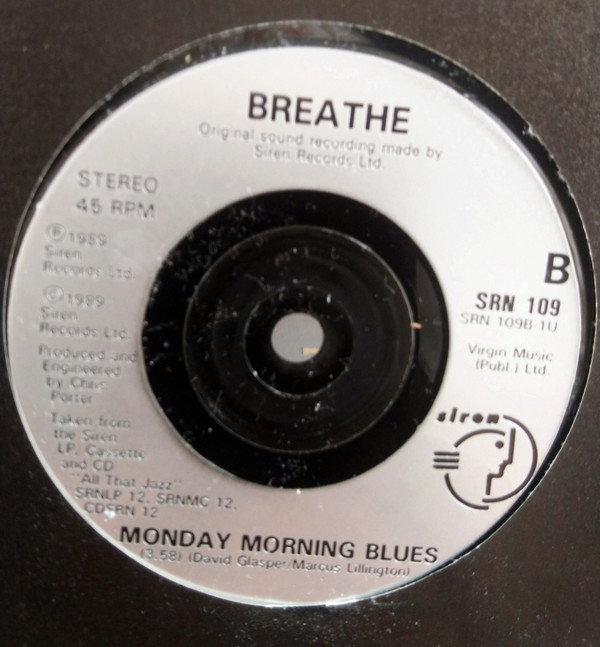 BREATHE
Original sound recording made by
Siren Records Ltd.
STEREO
45 RPM
Ⓟ 1989
Siren
Records Ltd.
© 1989
Siren
Records Ltd
Produced and
Engineered
by Chris
Porter
Taken from
the Siren
LP, Cassette
and CD
"All That Jazz"
SRNLP 12, SRNMC 12,
CDSRN 12
B
SRN 109
SRN 109B-1U
Virgin Music
(Publ.) Ltd.
siren
MONDAY MORNING BLUES
(3.58) (David Glasper/Marcus Lillington)